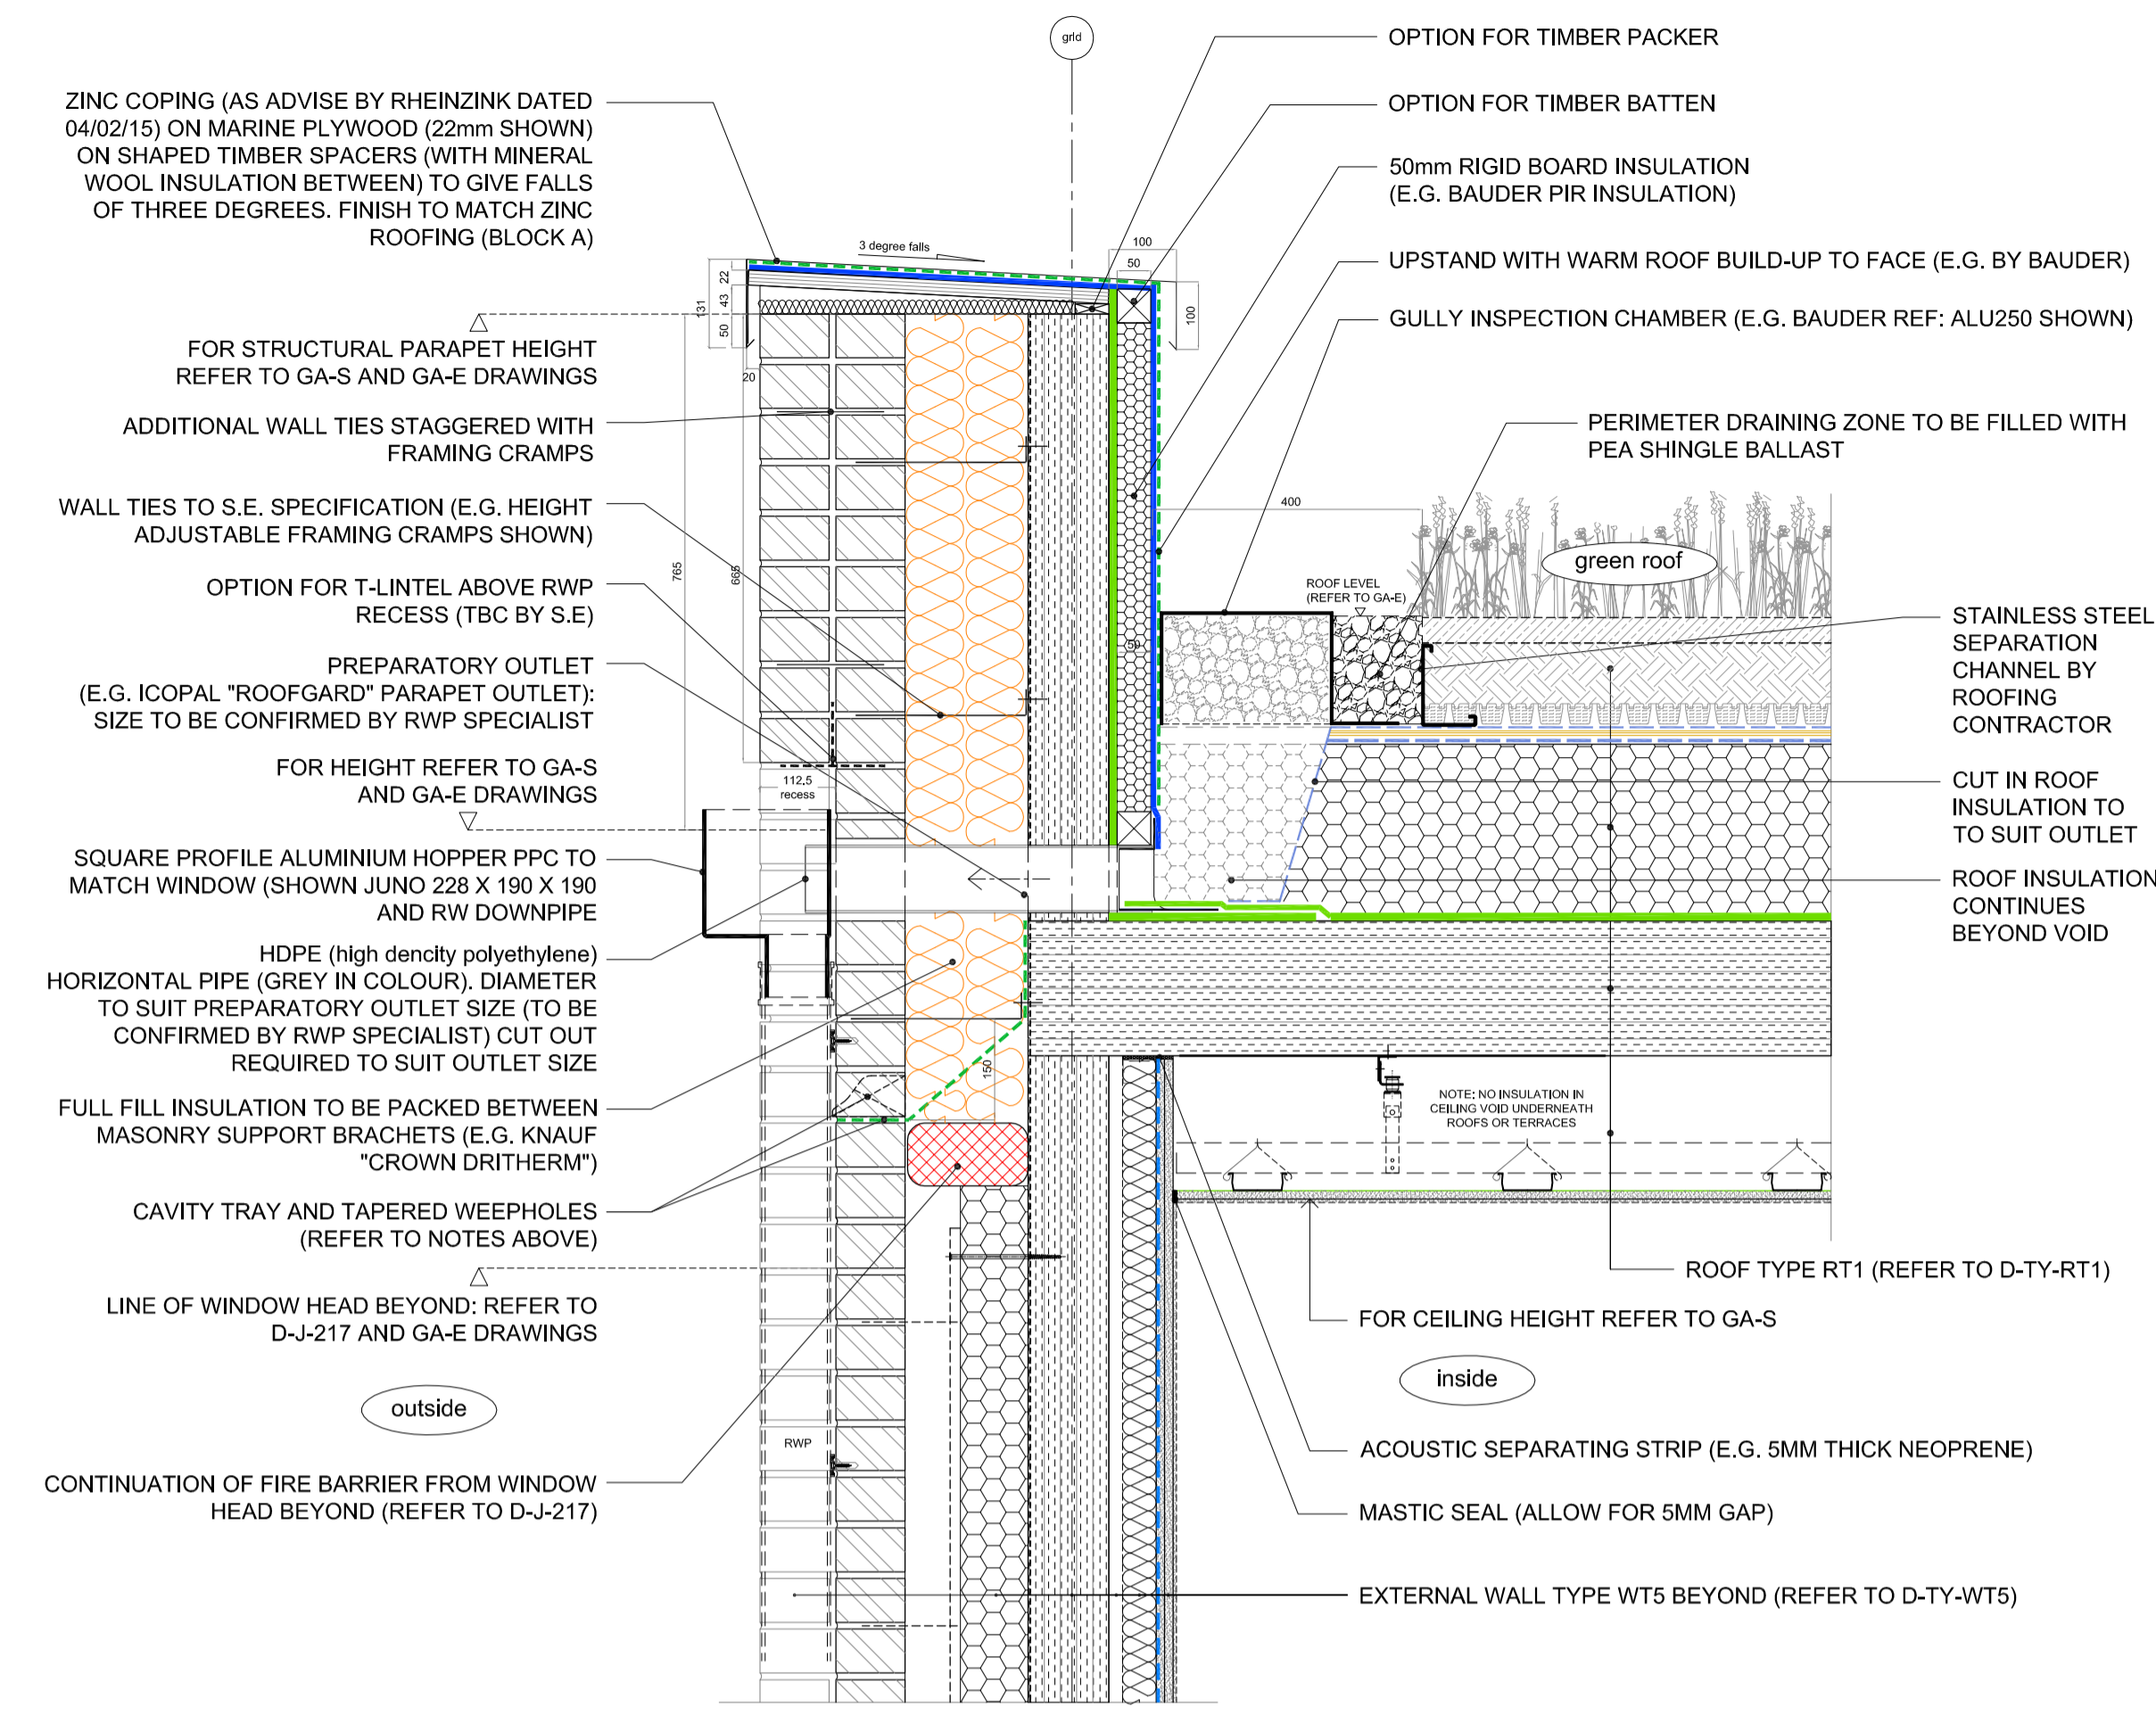 grid
OPTION FOR TIMBER PACKER
OPTION FOR TIMBER BATTEN
50mm RIGID BOARD INSULATION
(E.G. BAUDER PIR INSULATION)
UPSTAND WITH WARM ROOF BUILD-UP TO FACE (E.G. BY BAUDER)
GULLY INSPECTION CHAMBER (E.G. BAUDER REF: ALU250 SHOWN)
PERIMETER DRAINING ZONE TO BE FILLED WITH
PEA SHINGLE BALLAST
ZINC COPING (AS ADVISE BY RHEINZINK DATED
04/02/15) ON MARINE PLYWOOD (22mm SHOWN)
ON SHAPED TIMBER SPACERS (WITH MINERAL
WOOL INSULATION BETWEEN) TO GIVE FALLS
OF THREE DEGREES. FINISH TO MATCH ZINC
ROOFING (BLOCK A)
3 degree falls
100
50
22
43
131
50
20
100
FOR STRUCTURAL PARAPET HEIGHT
REFER TO GA-S AND GA-E DRAWINGS
ADDITIONAL WALL TIES STAGGERED WITH
FRAMING CRAMPS
WALL TIES TO S.E. SPECIFICATION (E.G. HEIGHT
ADJUSTABLE FRAMING CRAMPS SHOWN)
OPTION FOR T-LINTEL ABOVE RWP
RECESS (TBC BY S.E)
PREPARATORY OUTLET
(E.G. ICOPAL "ROOFGARD" PARAPET OUTLET):
SIZE TO BE CONFIRMED BY RWP SPECIALIST
FOR HEIGHT REFER TO GA-S
AND GA-E DRAWINGS
SQUARE PROFILE ALUMINIUM HOPPER PPC TO
MATCH WINDOW (SHOWN JUNO 228 X 190 X 190
AND RW DOWNPIPE
HDPE (high dencity polyethylene)
HORIZONTAL PIPE (GREY IN COLOUR). DIAMETER
TO SUIT PREPARATORY OUTLET SIZE (TO BE
CONFIRMED BY RWP SPECIALIST) CUT OUT
REQUIRED TO SUIT OUTLET SIZE
FULL FILL INSULATION TO BE PACKED BETWEEN
MASONRY SUPPORT BRACHETS (E.G. KNAUF
"CROWN DRITHERM")
CAVITY TRAY AND TAPERED WEEPHOLES
(REFER TO NOTES ABOVE)
LINE OF WINDOW HEAD BEYOND: REFER TO
D-J-217 AND GA-E DRAWINGS
outside
CONTINUATION OF FIRE BARRIER FROM WINDOW
HEAD BEYOND (REFER TO D-J-217)
765
665
112,5
recess
150
RWP
400
50
ROOF LEVEL
(REFER TO GA-E)
green roof
STAINLESS STEEL
SEPARATION
CHANNEL BY
ROOFING
CONTRACTOR
CUT IN ROOF
INSULATION TO
TO SUIT OUTLET
ROOF INSULATION
CONTINUES
BEYOND VOID
NOTE: NO INSULATION IN
CEILING VOID UNDERNEATH
ROOFS OR TERRACES
ROOF TYPE RT1 (REFER TO D-TY-RT1)
FOR CEILING HEIGHT REFER TO GA-S
inside
ACOUSTIC SEPARATING STRIP (E.G. 5MM THICK NEOPRENE)
MASTIC SEAL (ALLOW FOR 5MM GAP)
EXTERNAL WALL TYPE WT5 BEYOND (REFER TO D-TY-WT5)